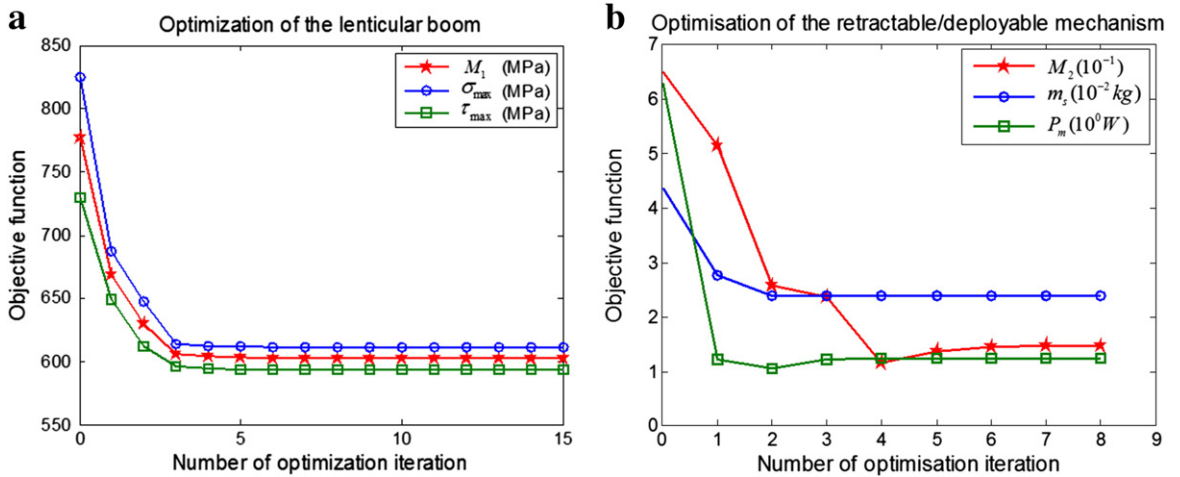 a
Optimization of the lenticular boom
850
800
750
700
650
600
550
Objective function
M₁ (MPa)
σmax (MPa)
τmax (MPa)
0 5 10 15
Number of optimization iteration
b
Optimisation of the retractable/deployable mechanism
7
6
5
4
3
2
1
0
Objective function
M₂(10⁻¹)
mₛ(10⁻² kg)
Pₘ(10⁰W)
0 1 2 3 4 5 6 7 8 9
Number of optimisation iteration